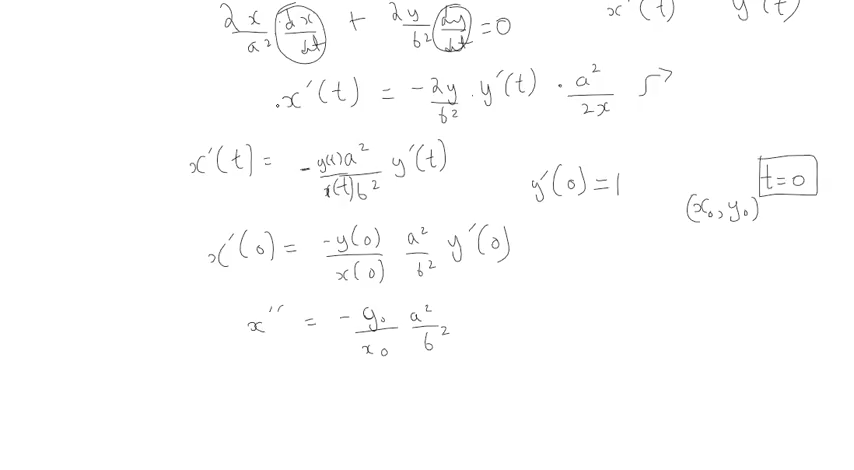 2x/a² · dx/dt + 2y/b² dy/dt = 0 x'(t) y'(t)
. x'(t) = - 2y/b² . y'(t) · a²/2x
x'(t) = - y(t)a²/x(t)b² y'(t)
y'(0) = 1 t=0
(x₀, y₀)
x'(0) = -y(0)/x(0) a²/b² y'(0)
x'' = - y₀/x₀ a²/b²